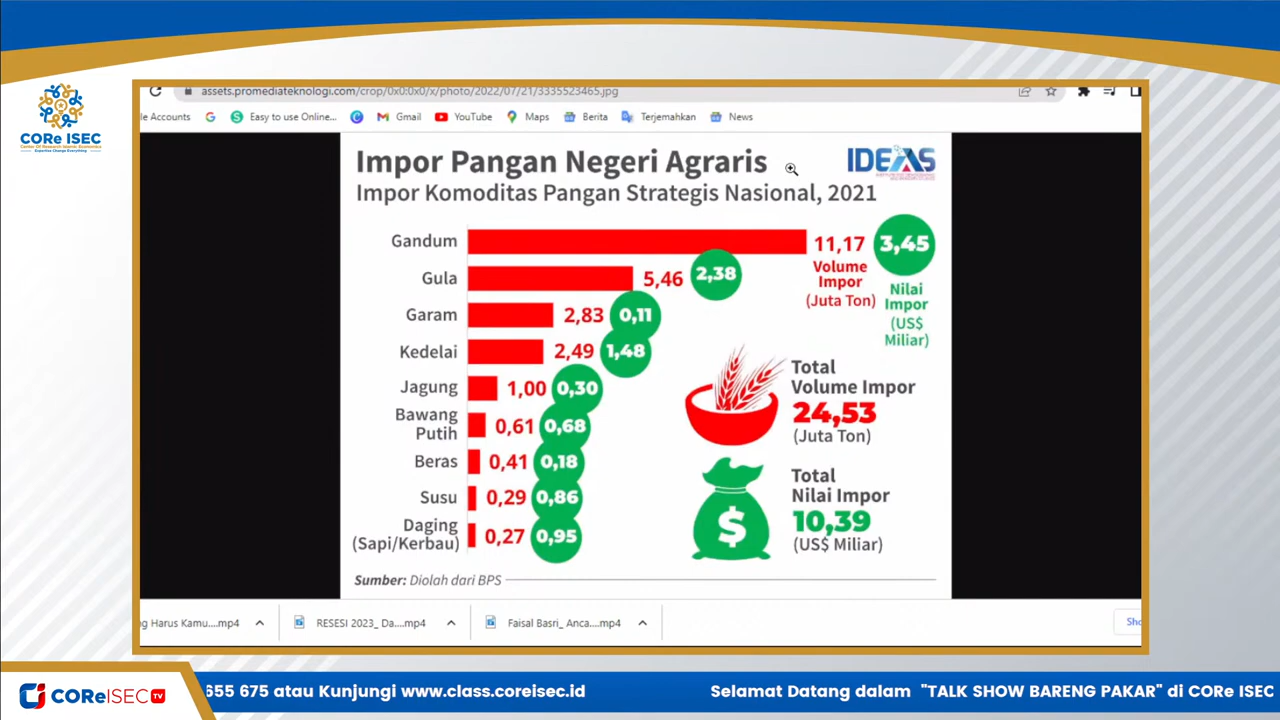 CORe ISEC
Center Of Research Islamic Economics
Expertise Change Everything
assets.promediateknologi.com/crop/0x0:0x0/x/photo/2022/07/21/3335523465.jpg
le Accounts
Easy to use Online...
Gmail
YouTube
Maps
Berita
Terjemahkan
News
Impor Pangan Negeri Agraris
IDEAS
Impor Komoditas Pangan Strategis Nasional, 2021
Gandum 11,17 3,45
Volume Impor (Juta Ton)
Nilai Impor (US$ Miliar)
Gula 5,46 2,38
Garam 2,83 0,11
Kedelai 2,49 1,48
Jagung 1,00 0,30
Bawang Putih 0,61 0,68
Beras 0,41 0,18
Susu 0,29 0,86
Daging (Sapi/Kerbau) 0,27 0,95
Total
Volume Impor
24,53
(Juta Ton)
Total
Nilai Impor
10,39
(US$ Miliar)
$
Sumber: Diolah dari BPS
g Harus Kamu....mp4
RESESI 2023_ Da....mp4
Faisal Basri_ Anca....mp4
Sho
COReISEC TV
655 675 atau Kunjungi www.class.coreisec.id
Selamat Datang dalam "TALK SHOW BARENG PAKAR" di CORe ISEC